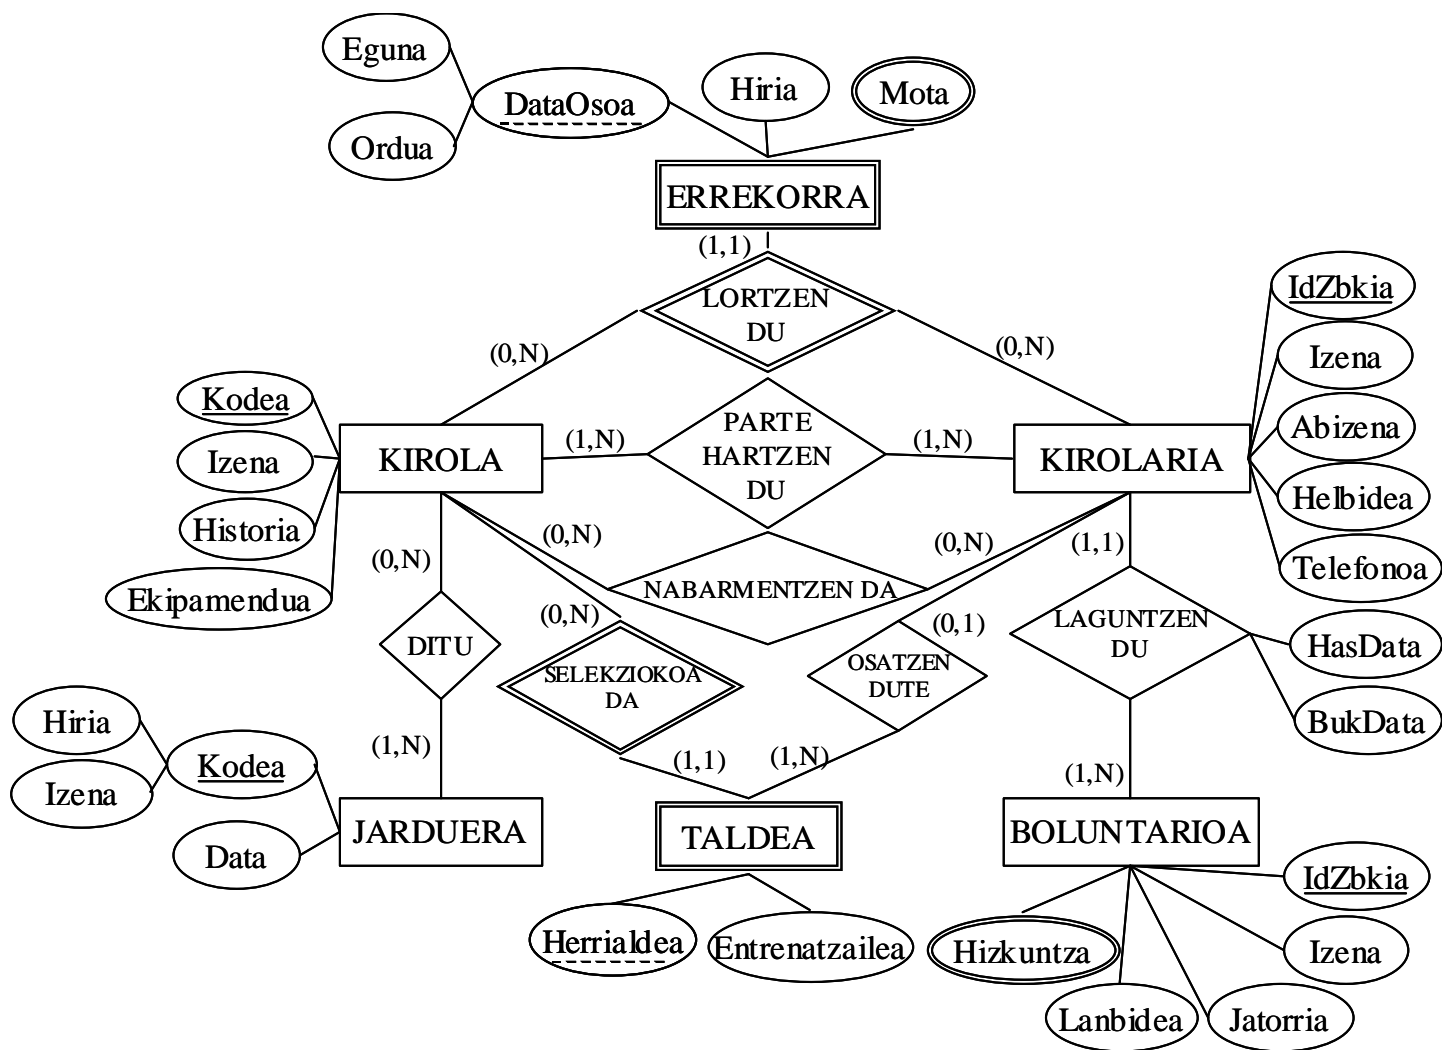 Eguna
DataOsoa
Hiria
Mota
Ordua
ERREKORRA
(1,1)
LORTZEN
DU
(0,N)
(0,N)
IdZbkia
Izena
Abizena
Helbidea
Telefonoa
Kodea
Izena
Historia
Ekipamendua
KIROLA
(1,N)
PARTE
HARTZEN
DU
(1,N)
KIROLARIA
(0,N)
(0,N)
NABARMENTZEN DA
(0,N)
(1,1)
DITU
(0,N)
SELEKZIOKOA
DA
(0,1)
OSATZEN
DUTE
LAGUNTZEN
DU
HasData
BukData
(1,N)
(1,1)
(1,N)
(1,N)
Hiria
Kodea
Izena
Data
JARDUERA
TALDEA
BOLUNTARIOA
Herrialdea
Entrenatzailea
Hizkuntza
IdZbkia
Izena
Lanbidea
Jatorria